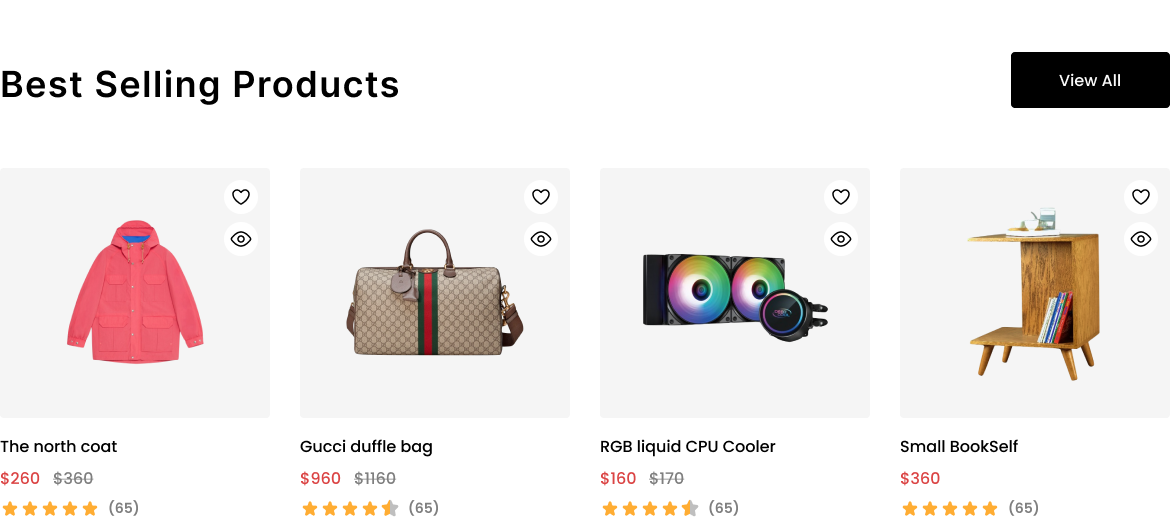 Best Selling Products
View All
The north coat
$260 $360
(65)
Gucci duffle bag
$960 $1160
(65)
RGB liquid CPU Cooler
$160 $170
(65)
Small BookSelf
$360
(65)